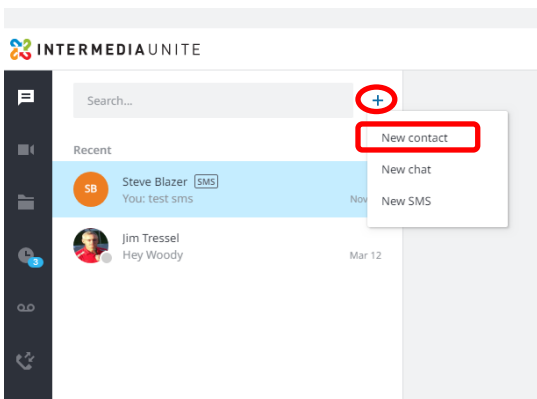 INTERMEDIAUNITE
Search...
+
New contact
Recent
New chat
SB
Steve Blazer SMS
You: test sms
Now
New SMS
Jim Tressel
Hey Woody
Mar 12
3